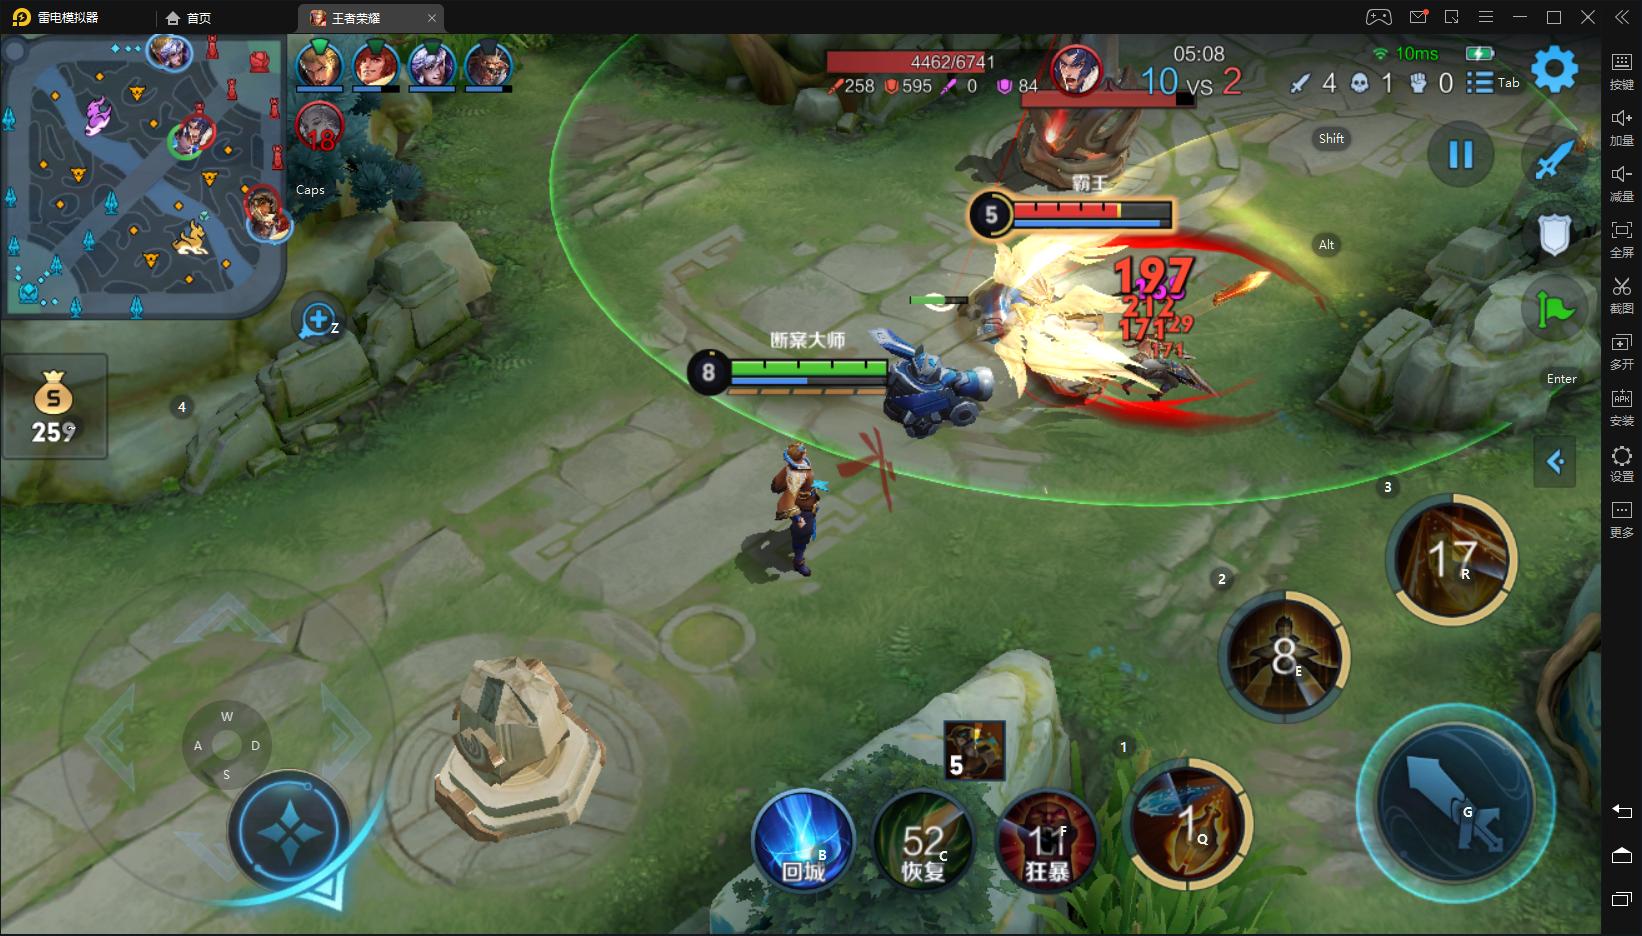 雷电模拟器
首页
王者荣耀
4462/6741
258 595 0 84
05:08
10 VS 2
10ms
4 1 0 Tab
18
Caps
Shift
Alt
Enter
Z
259
4
霸王
5
197
212
171 29
171
断案大师
8
3
17
R
2
8
E
1
1
Q
G
5
W
A D
S
回城 B
52 C
恢复
11 F
狂暴
按键
加量
减量
全屏
截图
多开
APK
安装
设置
更多